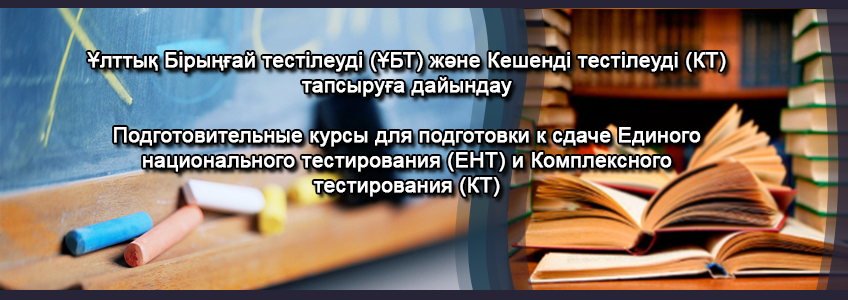 Ұлттық Бірыңғай тестілеуді (ҰБТ) және Кешенді тестілеуді (КТ)
тапсыруға дайындау
Подготовительные курсы для подготовки к сдаче Единого
национального тестирования (ЕНТ) и Комплексного
тестирования (КТ)